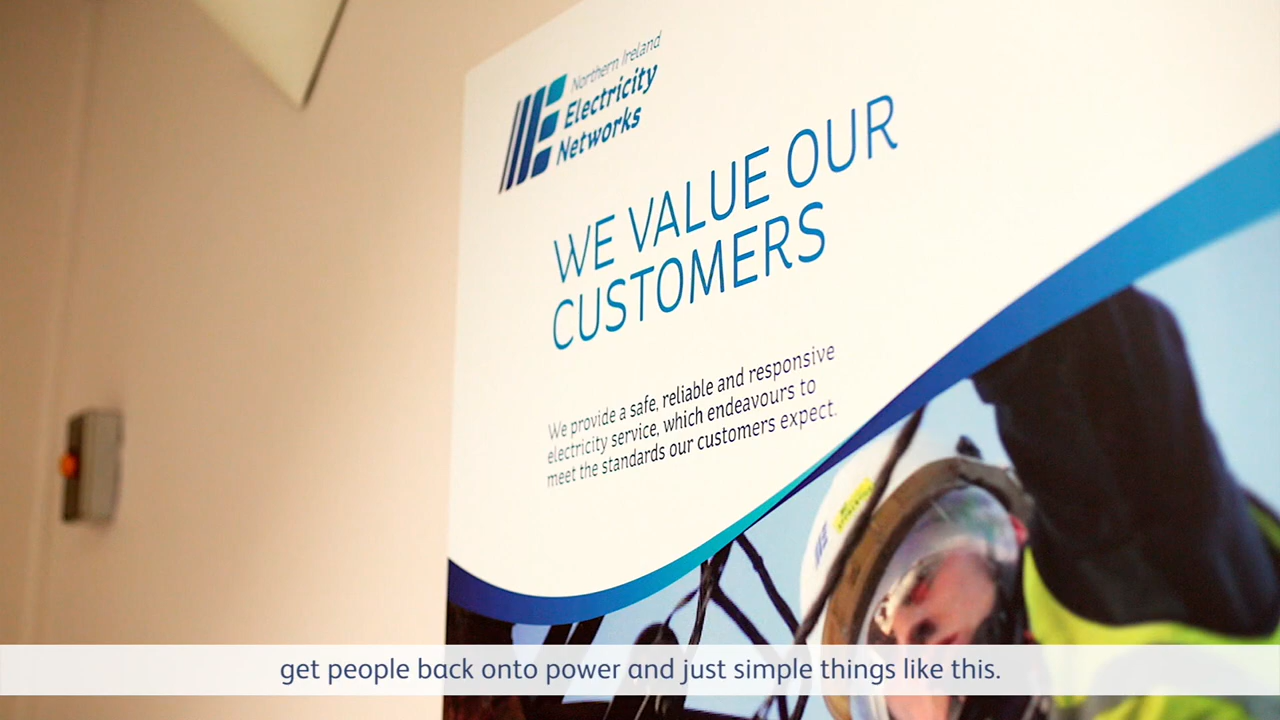 Northern Ireland
Electricity
Networks
WE VALUE OUR
CUSTOMERS
We provide a safe, reliable and responsive
electricity service, which endeavours to
meet the standards our customers expect.
get people back onto power and just simple things like this.